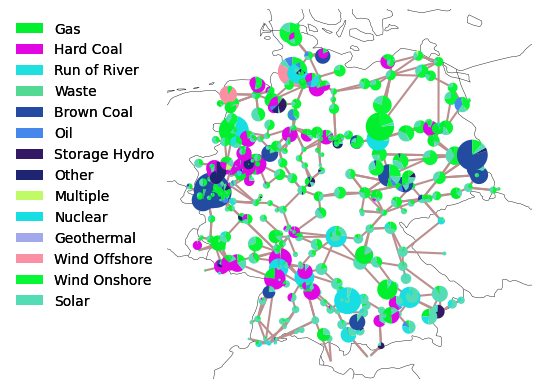 Gas
Hard Coal
Run of River
Waste
Brown Coal
Oil
Storage Hydro
Other
Multiple
Nuclear
Geothermal
Wind Offshore
Wind Onshore
Solar